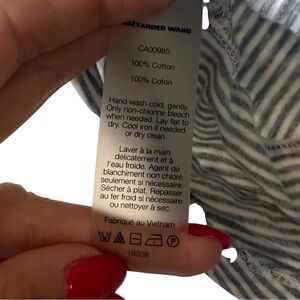 ALEXANDER WANG
CA00985
100% Cotton
100% Coton
Hand wash cold, gently.
Only non-chlorine bleach
when needed. Lay flat to
dry. Cool iron if needed
or dry clean.
Laver à la main
délicatement et à
l'eau froide. Agent de
blanchiment non chloré
seulement si nécessaire.
Sécher à plat. Repasser
au fer si nécessaire
ou nettoyer à sec.
Fabriqué au Vietnam
16208